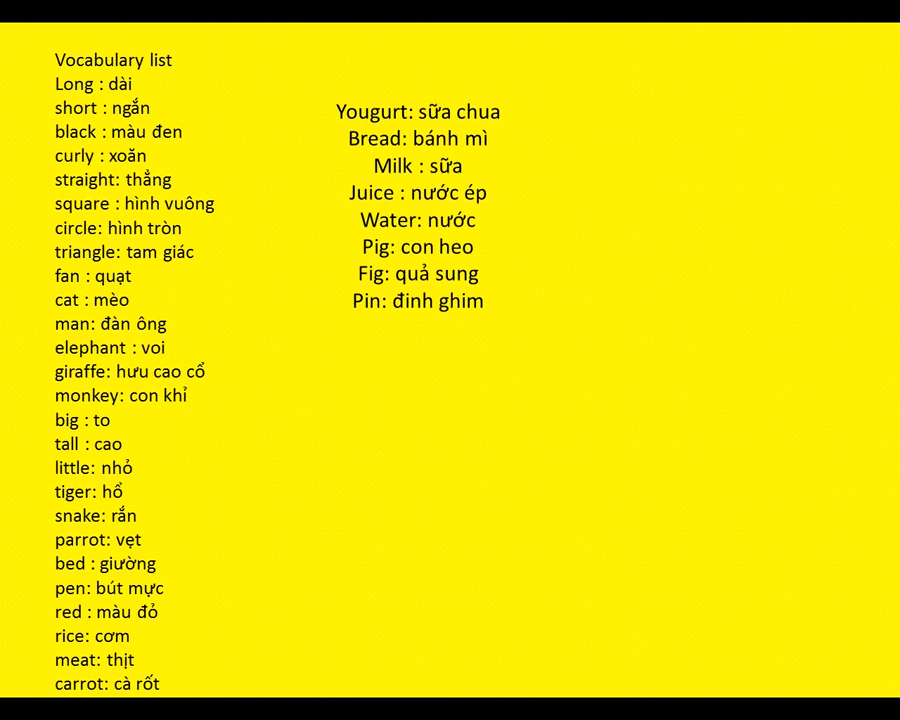 Vocabulary list
Long : dài
short : ngắn
black : màu đen
curly : xoăn
straight: thẳng
square : hình vuông
circle: hình tròn
triangle: tam giác
fan : quạt
cat : mèo
man: đàn ông
elephant : voi
giraffe: hưu cao cổ
monkey: con khỉ
big : to
tall : cao
little: nhỏ
tiger: hổ
snake: rắn
parrot: vẹt
bed : giường
pen: bút mực
red : màu đỏ
rice: cơm
meat: thịt
carrot: cà rốt
Yougurt: sữa chua
Bread: bánh mì
Milk : sữa
Juice : nước ép
Water: nước
Pig: con heo
Fig: quả sung
Pin: đinh ghim